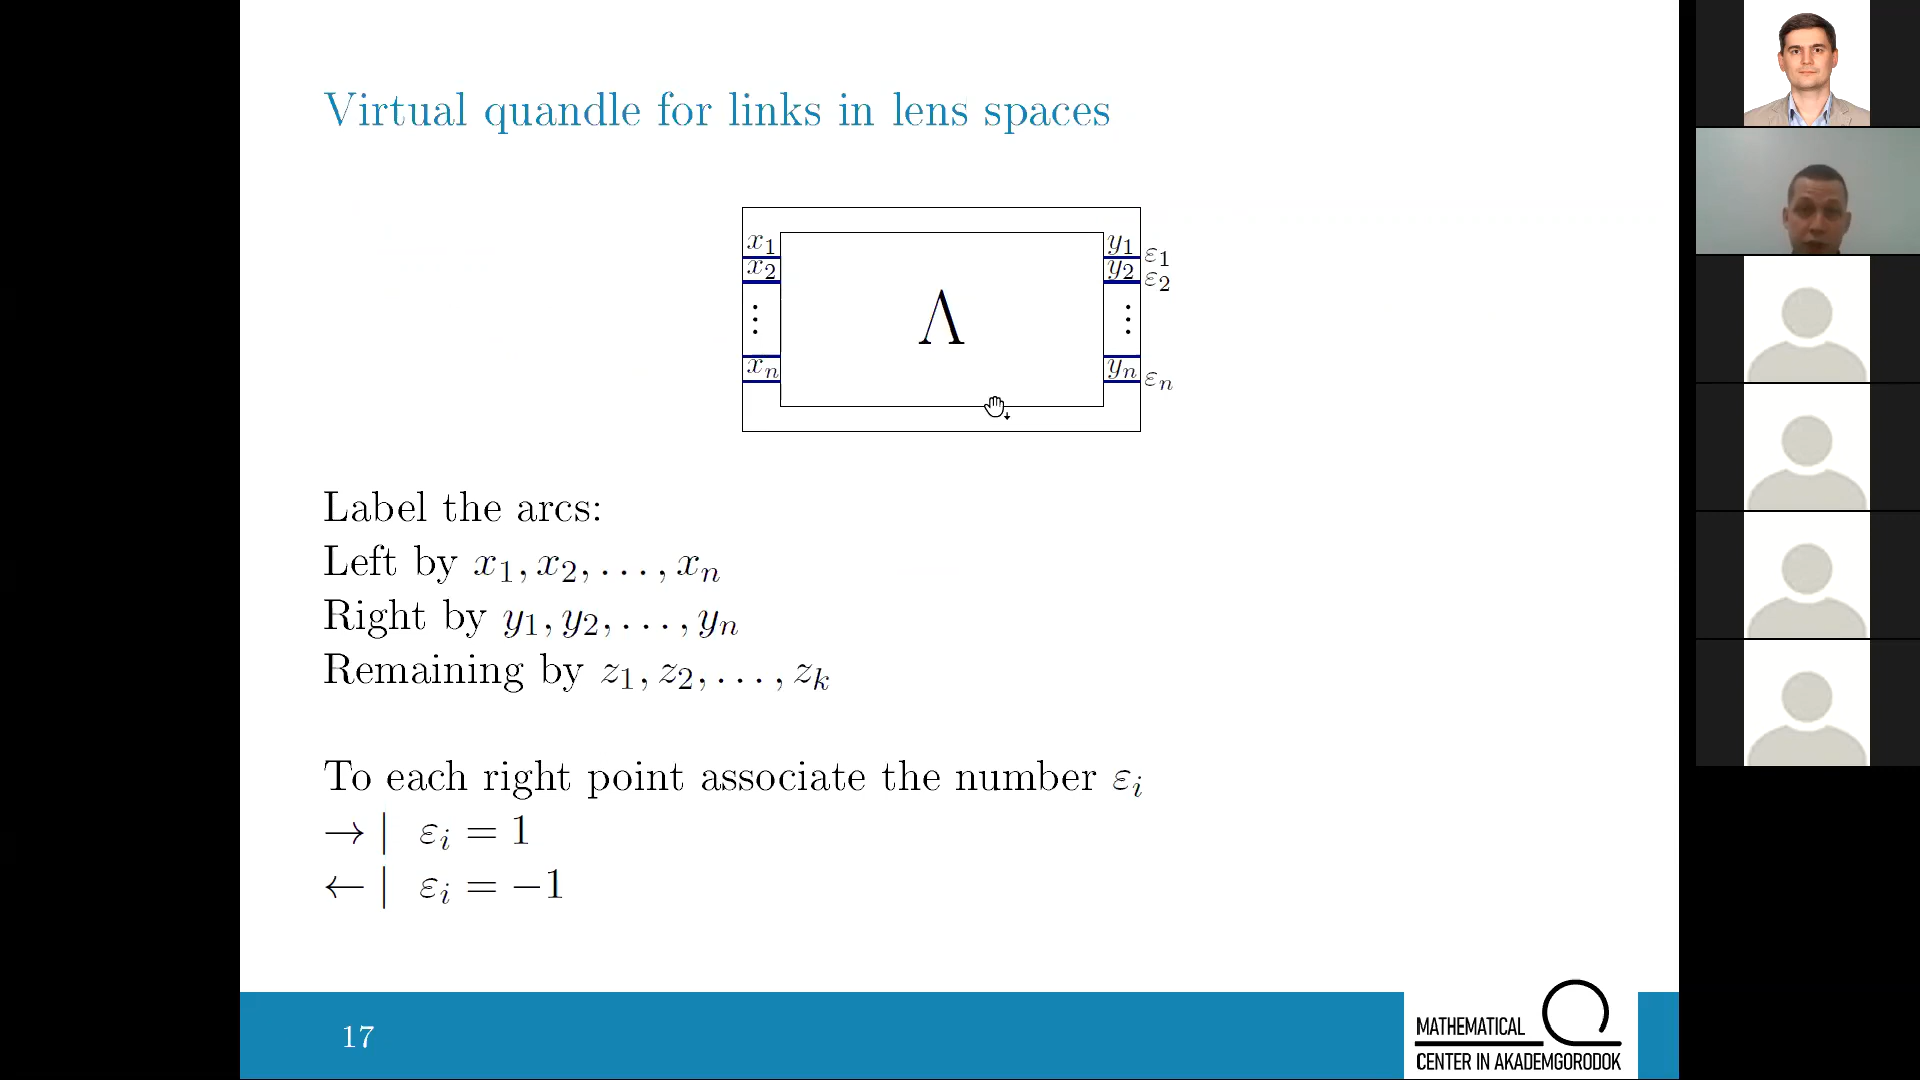 Virtual quandle for links in lens spaces
x₁ y₁ ε₁
x₂ y₂ ε₂
⋮ Λ ⋮
xₙ yₙ εₙ
Label the arcs:
Left by x₁, x₂, . . . , xₙ
Right by y₁, y₂, . . . , yₙ
Remaining by z₁, z₂, . . . , zₖ
To each right point associate the number εᵢ
→ | εᵢ = 1
← | εᵢ = −1
17
MATHEMATICAL
CENTER IN AKADEMGORODOK